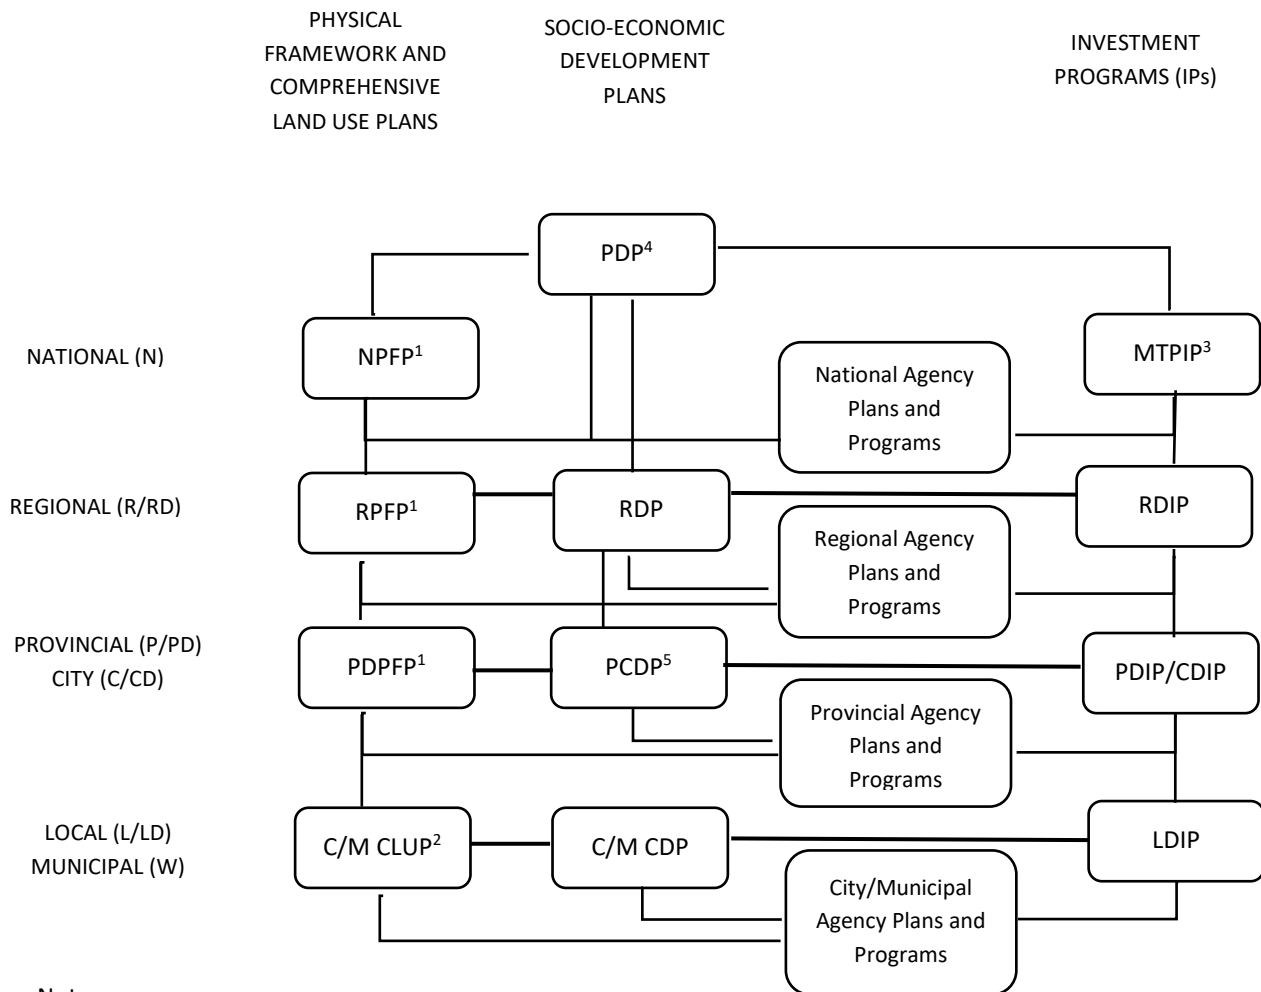 PHYSICAL
FRAMEWORK AND
COMPREHENSIVE
LAND USE PLANS
SOCIO-ECONOMIC
DEVELOPMENT
PLANS
INVESTMENT
PROGRAMS (IPs)
PDP⁴
NATIONAL (N)
NPFP¹
National Agency
Plans and
Programs
MTPIP³
REGIONAL (R/RD)
RPFP¹
RDP
RDIP
Regional Agency
Plans and
Programs
PROVINCIAL (P/PD)
CITY (C/CD)
PDPFP¹
PCDP⁵
PDIP/CDIP
Provincial Agency
Plans and
Programs
LOCAL (L/LD)
MUNICIPAL (W)
C/M CLUP²
C/M CDP
LDIP
City/Municipal
Agency Plans and
Programs